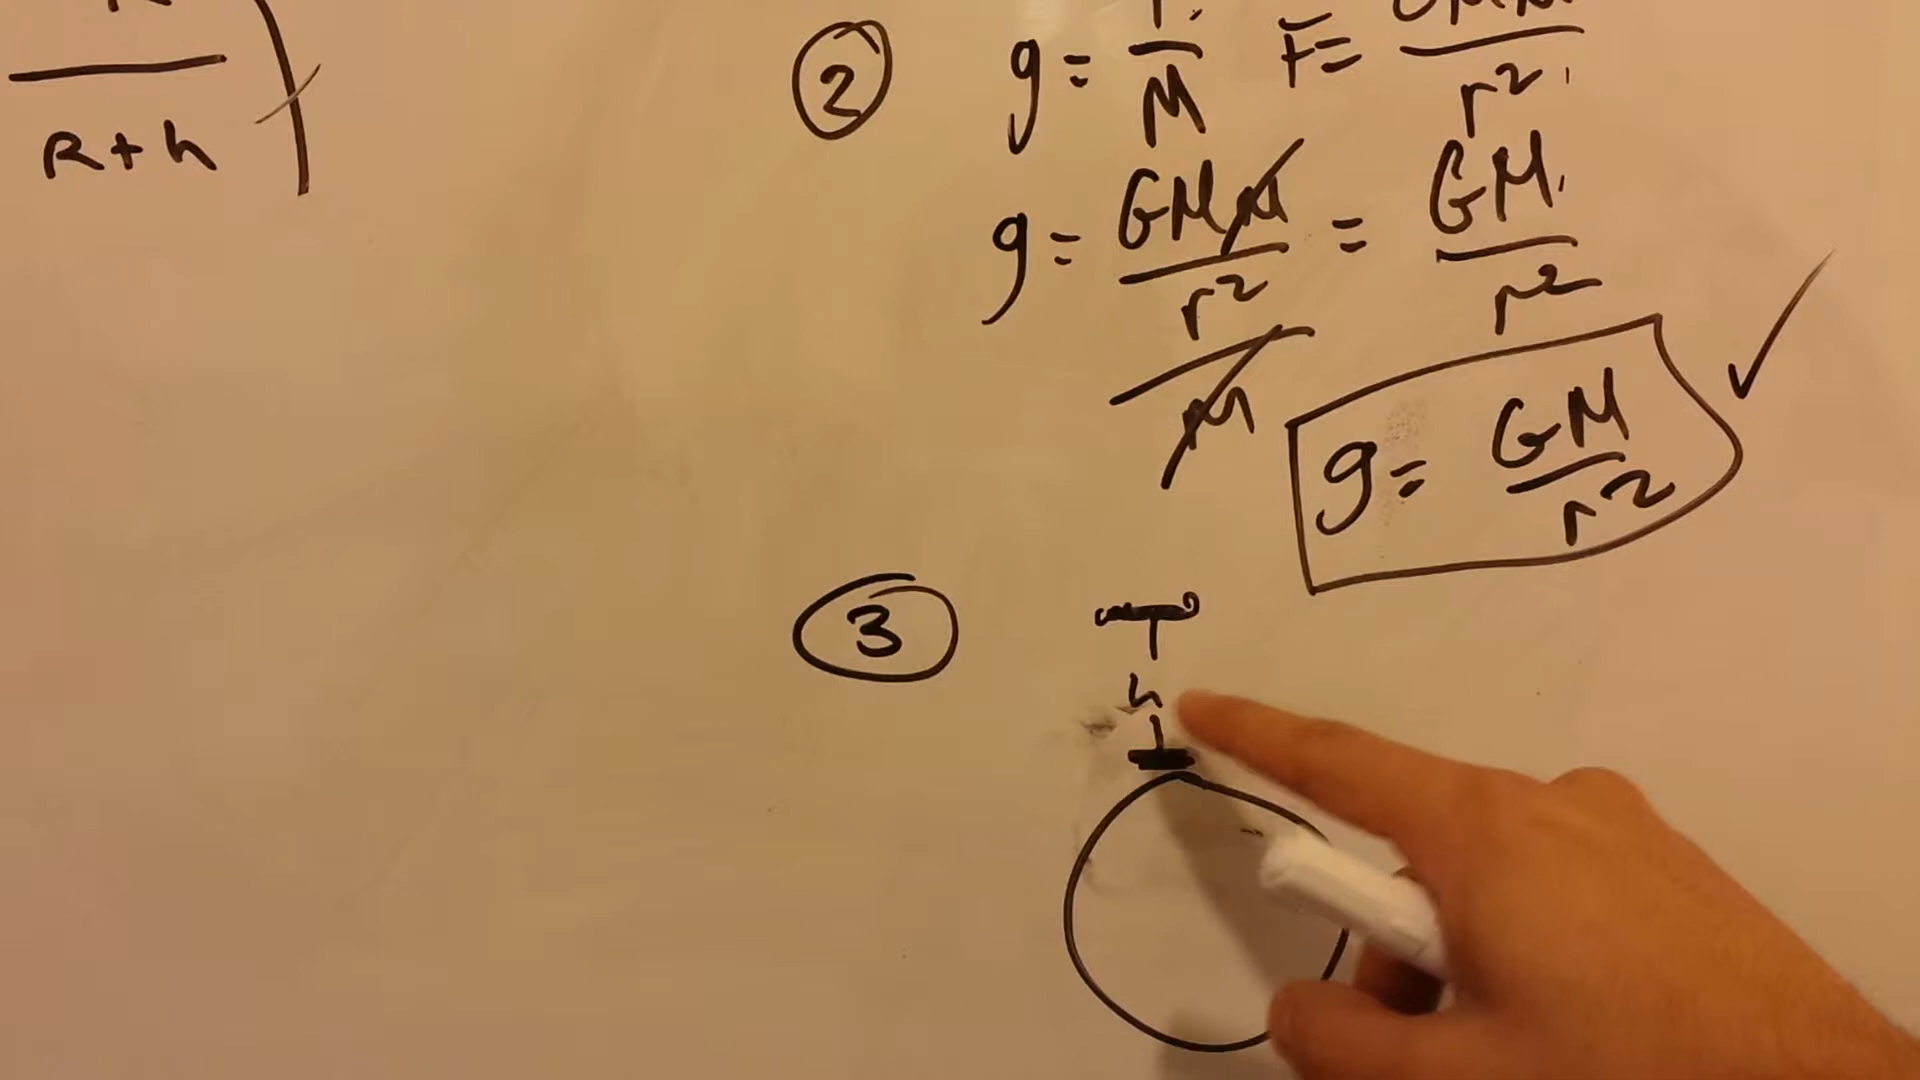 R + h
② g = F / M   F = GMM / r²
g = GMM / r² / M = GM / r²
g = GM / r² ✓
③
h